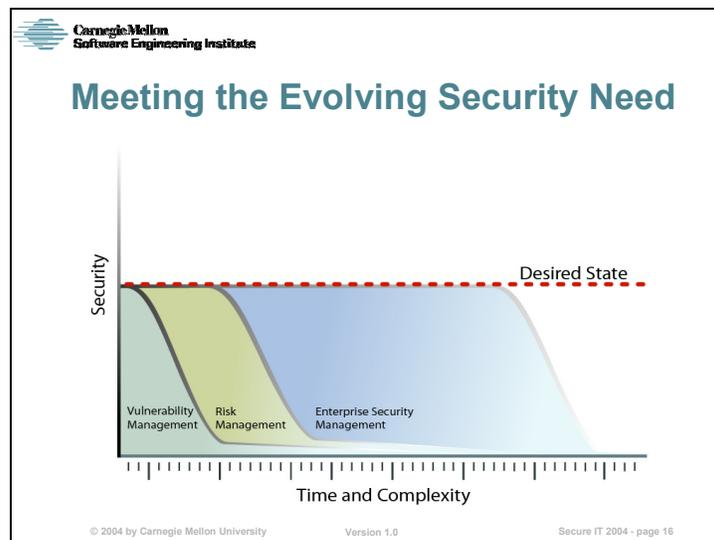 Carnegie Mellon
Software Engineering Institute
Meeting the Evolving Security Need
Security
Desired State
Vulnerability
Management
Risk
Management
Enterprise Security
Management
Time and Complexity
© 2004 by Carnegie Mellon University
Version 1.0
Secure IT 2004 - page 16